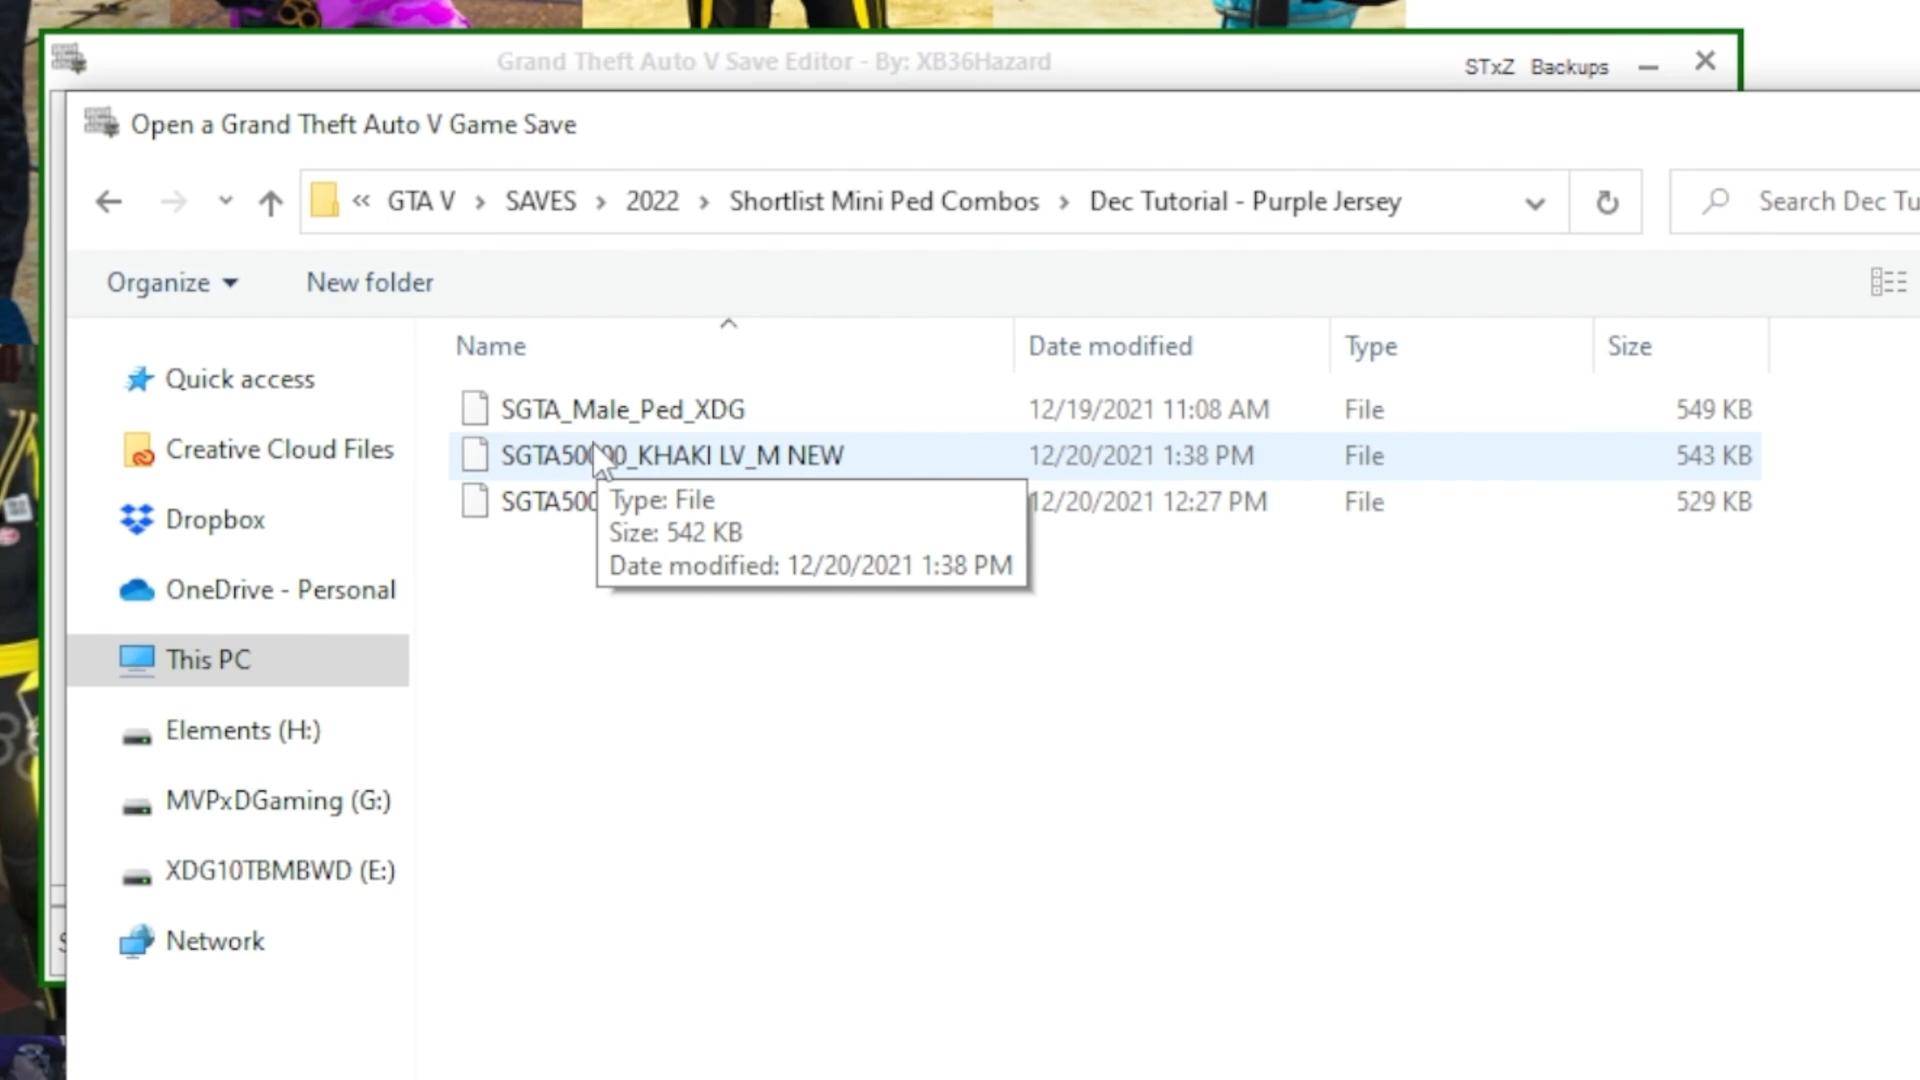 Grand Theft Auto V Save Editor - By: XB36Hazard
STxZ Backups
Open a Grand Theft Auto V Game Save
« GTA V > SAVES > 2022 > Shortlist Mini Ped Combos > Dec Tutorial - Purple Jersey
Search Dec Tu
Organize New folder
Name Date modified Type Size
Quick access
Creative Cloud Files
Dropbox
OneDrive - Personal
This PC
Elements (H:)
MVPxDGaming (G:)
XDG10TBMBWD (E:)
Network
SGTA_Male_Ped_XDG 12/19/2021 11:08 AM File 549 KB
SGTA50000_KHAKI LV_M NEW 12/20/2021 1:38 PM File 543 KB
SGTA500 12/20/2021 12:27 PM File 529 KB
Type: File
Size: 542 KB
Date modified: 12/20/2021 1:38 PM